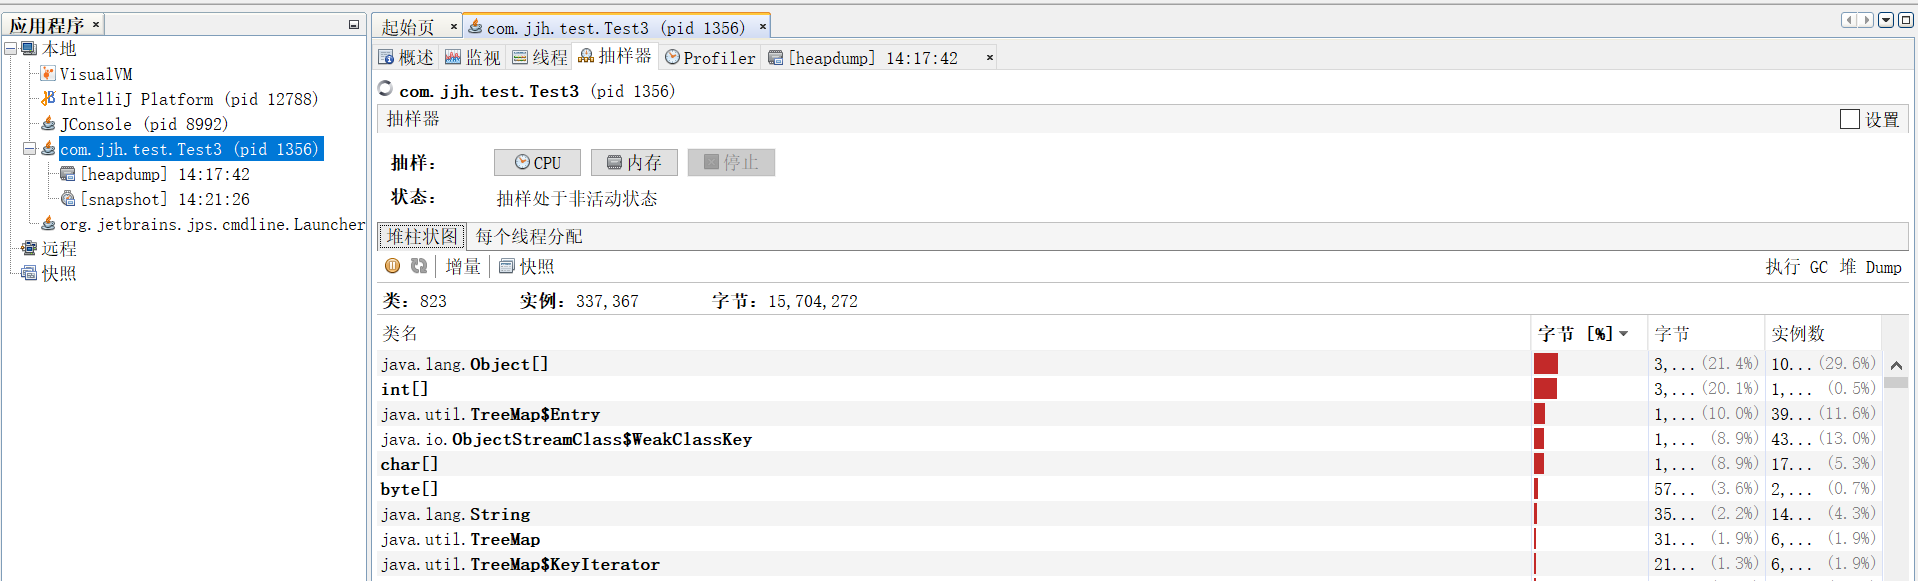 应用程序 ×
本地
VisualVM
IntelliJ Platform (pid 12788)
JConsole (pid 8992)
com.jjh.test.Test3 (pid 1356)
[heapdump] 14:17:42
[snapshot] 14:21:26
org.jetbrains.jps.cmdline.Launcher
远程
快照
起始页 × com.jjh.test.Test3 (pid 1356) ×
概述 监视 线程 抽样器 Profiler [heapdump] 14:17:42 ×
com.jjh.test.Test3 (pid 1356)
抽样器 设置
抽样: CPU 内存 停止
状态: 抽样处于非活动状态
堆柱状图 每个线程分配
增量 快照 执行 GC 堆 Dump
类: 823 实例: 337,367 字节: 15,704,272
类名 字节 [%] 字节 实例数
java.lang.Object[] 3,... (21.4%) 10... (29.6%)
int[] 3,... (20.1%) 1,... (0.5%)
java.util.TreeMap$Entry 1,... (10.0%) 39... (11.6%)
java.io.ObjectStreamClass$WeakClassKey 1,... (8.9%) 43... (13.0%)
char[] 1,... (8.9%) 17... (5.3%)
byte[] 57... (3.6%) 2,... (0.7%)
java.lang.String 35... (2.2%) 14... (4.3%)
java.util.TreeMap 31... (1.9%) 6,... (1.9%)
java.util.TreeMap$KeyIterator 21... (1.3%) 6,... (1.9%)